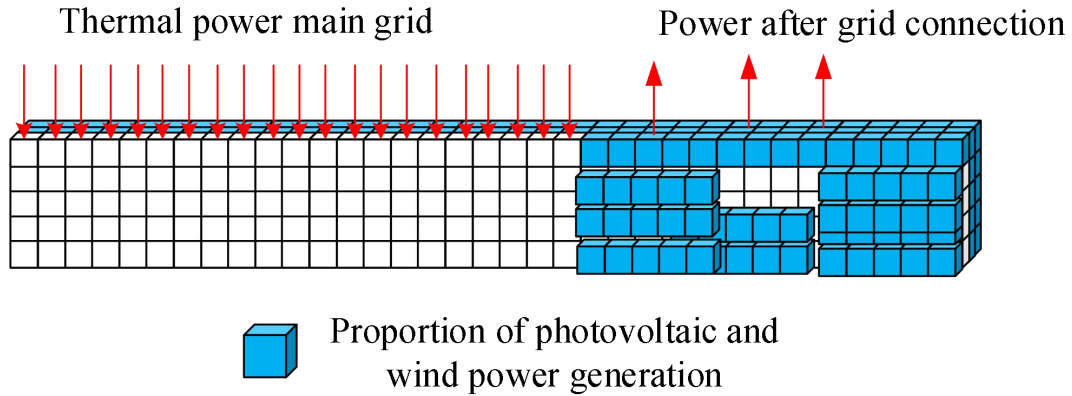 Thermal power main grid
Power after grid connection
Proportion of photovoltaic and
wind power generation